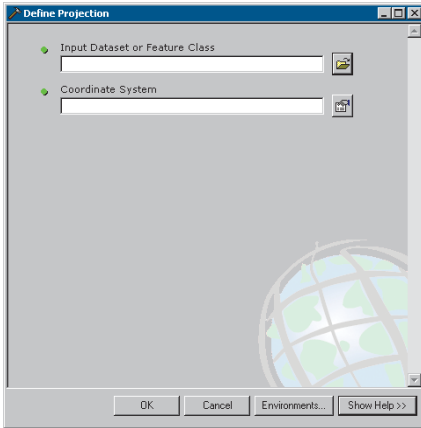 Define Projection
Input Dataset or Feature Class
Coordinate System
OK Cancel Environments... Show Help >>